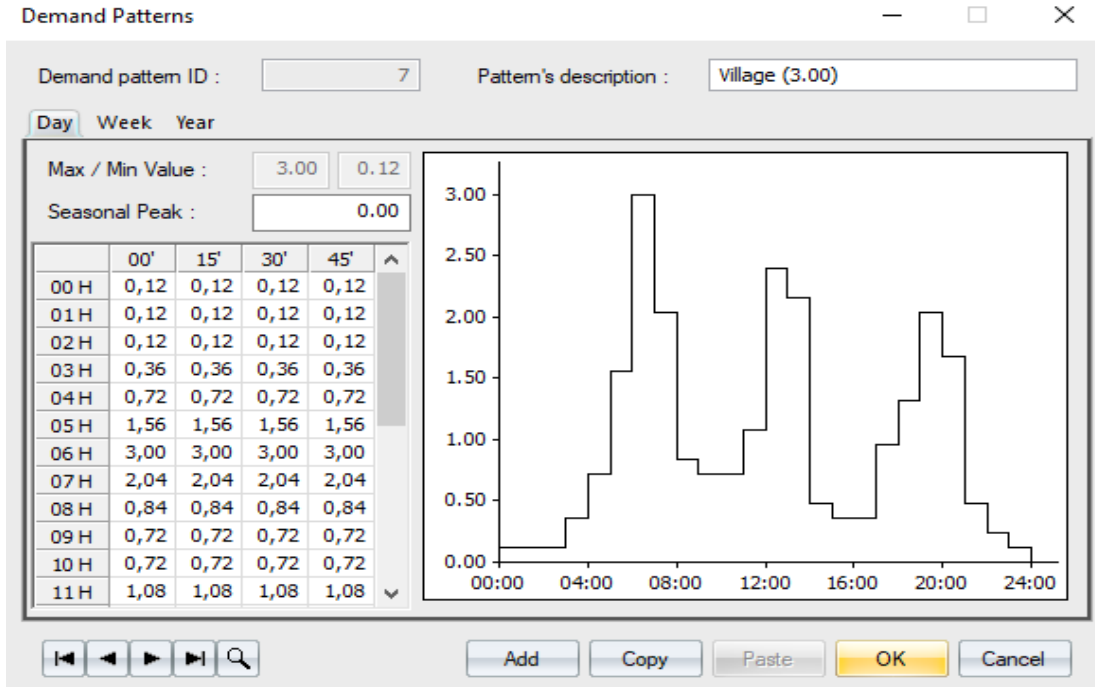 Demand Patterns
Demand pattern ID : 7 Pattern's description : Village (3.00)
Day Week Year
Max / Min Value : 3.00 0.12
Seasonal Peak : 0.00
00' 15' 30' 45'
00 H 0,12 0,12 0,12 0,12
01 H 0,12 0,12 0,12 0,12
02 H 0,12 0,12 0,12 0,12
03 H 0,36 0,36 0,36 0,36
04 H 0,72 0,72 0,72 0,72
05 H 1,56 1,56 1,56 1,56
06 H 3,00 3,00 3,00 3,00
07 H 2,04 2,04 2,04 2,04
08 H 0,84 0,84 0,84 0,84
09 H 0,72 0,72 0,72 0,72
10 H 0,72 0,72 0,72 0,72
11 H 1,08 1,08 1,08 1,08
3.00
2.50
2.00
1.50
1.00
0.50
0.00
00:00 04:00 08:00 12:00 16:00 20:00 24:00
Add Copy Paste OK Cancel